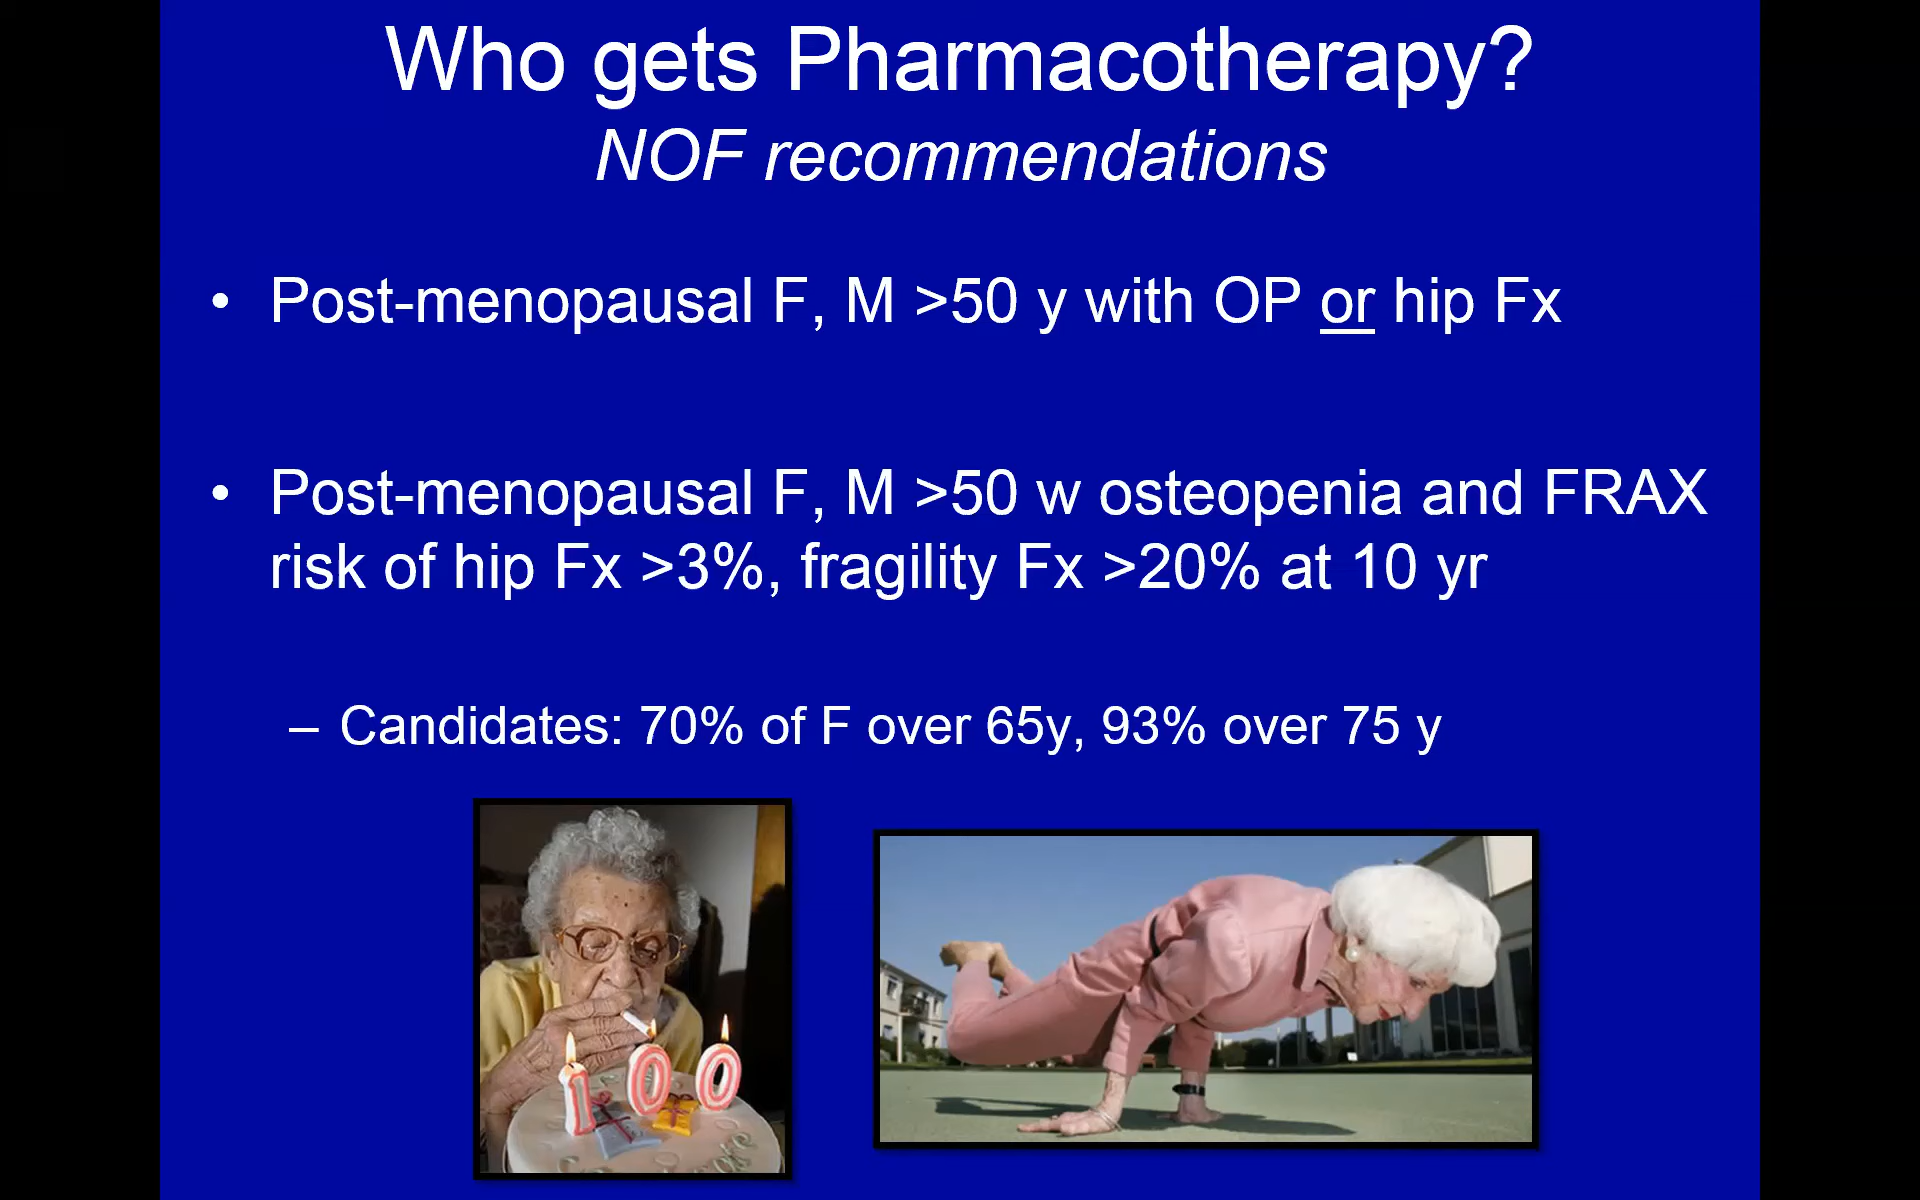 Who gets Pharmacotherapy?
NOF recommendations
• Post-menopausal F, M >50 y with OP or hip Fx
• Post-menopausal F, M >50 w osteopenia and FRAX
risk of hip Fx >3%, fragility Fx >20% at 10 yr
– Candidates: 70% of F over 65y, 93% over 75 y
100